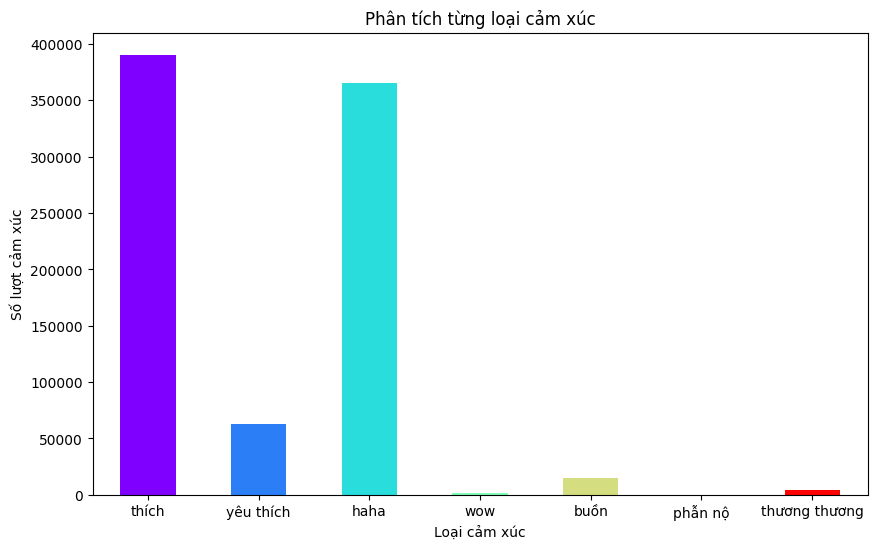 Phân tích từng loại cảm xúc
Số lượt cảm xúc
400000
350000
300000
250000
200000
150000
100000
50000
0
thích yêu thích haha wow buồn phẫn nộ thương thương
Loại cảm xúc